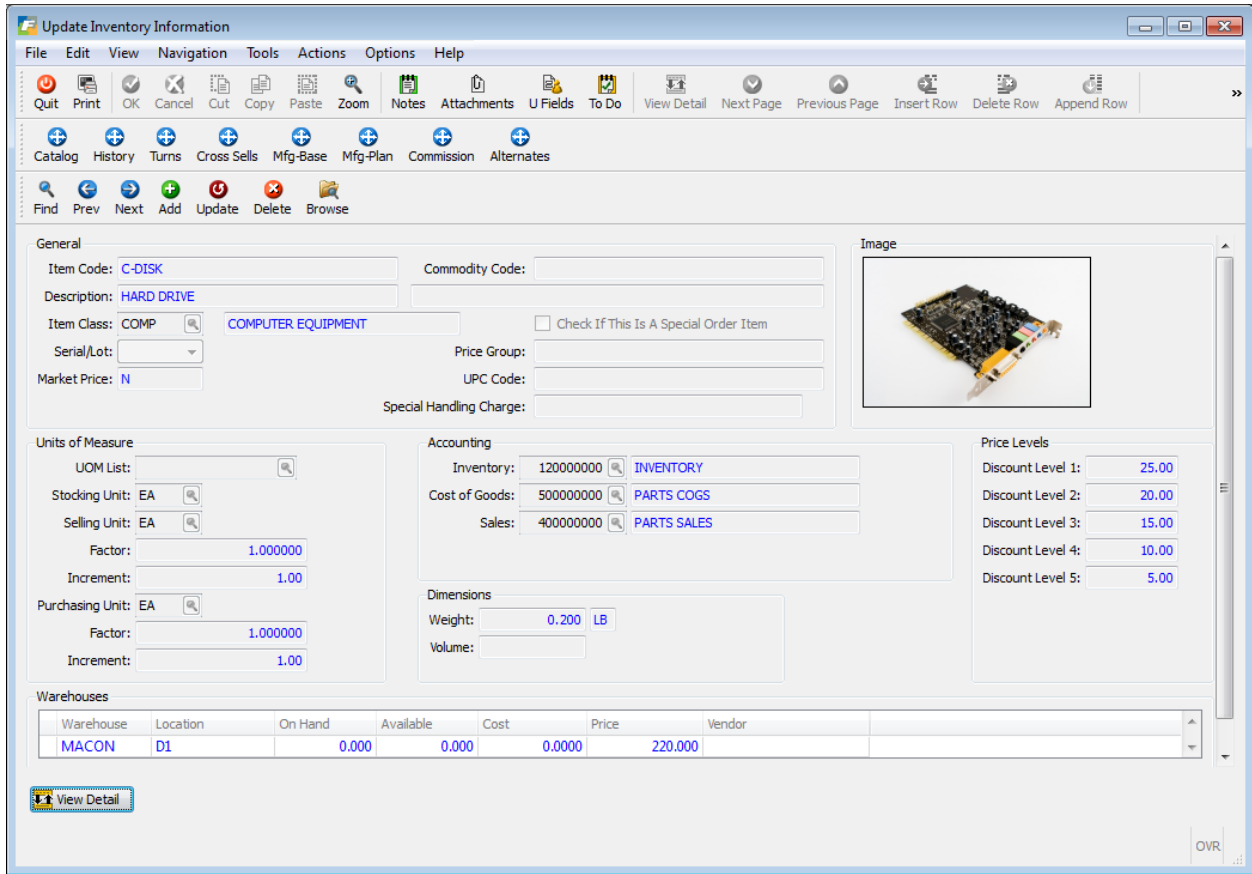 Update Inventory Information
File Edit View Navigation Tools Actions Options Help
Quit Print OK Cancel Cut Copy Paste Zoom Notes Attachments U Fields To Do View Detail Next Page Previous Page Insert Row Delete Row Append Row »
Catalog History Turns Cross Sells Mfg-Base Mfg-Plan Commission Alternates
Find Prev Next Add Update Delete Browse
General
Item Code: C-DISK Commodity Code:
Description: HARD DRIVE
Item Class: COMP COMPUTER EQUIPMENT Check If This Is A Special Order Item
Serial/Lot: Price Group:
Market Price: N UPC Code:
Special Handling Charge:
Image
Units of Measure
UOM List:
Stocking Unit: EA
Selling Unit: EA
Factor: 1.000000
Increment: 1.00
Purchasing Unit: EA
Factor: 1.000000
Increment: 1.00
Accounting
Inventory: 120000000 INVENTORY
Cost of Goods: 500000000 PARTS COGS
Sales: 400000000 PARTS SALES
Dimensions
Weight: 0.200 LB
Volume:
Price Levels
Discount Level 1: 25.00
Discount Level 2: 20.00
Discount Level 3: 15.00
Discount Level 4: 10.00
Discount Level 5: 5.00
Warehouses
Warehouse Location On Hand Available Cost Price Vendor
MACON D1 0.000 0.000 0.0000 220.000
View Detail
OVR